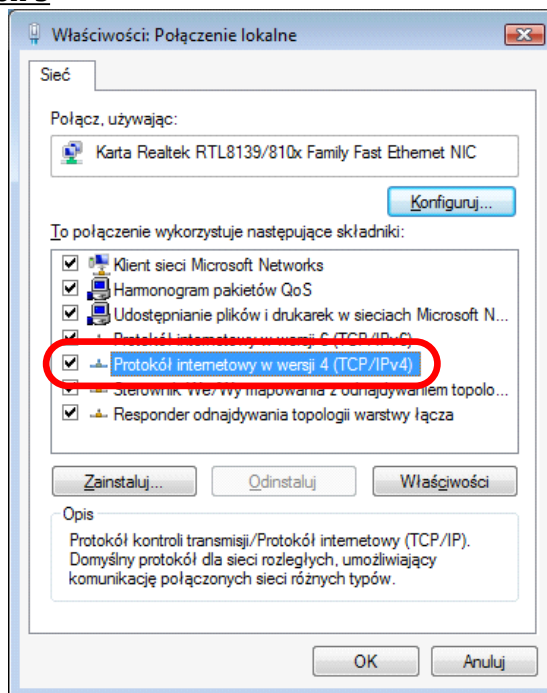 Właściwości: Połączenie lokalne
Sieć
Połącz, używając:
Karta Realtek RTL8139/810x Family Fast Ethernet NIC
Konfiguruj...
To połączenie wykorzystuje następujące składniki:
Klient sieci Microsoft Networks
Harmonogram pakietów QoS
Udostępnianie plików i drukarek w sieciach Microsoft N...
Protokół internetowy w wersji 6 (TCP/IPv6)
Protokół internetowy w wersji 4 (TCP/IPv4)
Sterownik We/Wy mapowania z odnajdywaniem topolo...
Responder odnajdywania topologii warstwy łącza
Zainstaluj... Odinstaluj Właściwości
Opis
Protokół kontroli transmisji/Protokół internetowy (TCP/IP).
Domyślny protokół dla sieci rozległych, umożliwiający
komunikację połączonych sieci różnych typów.
OK Anuluj